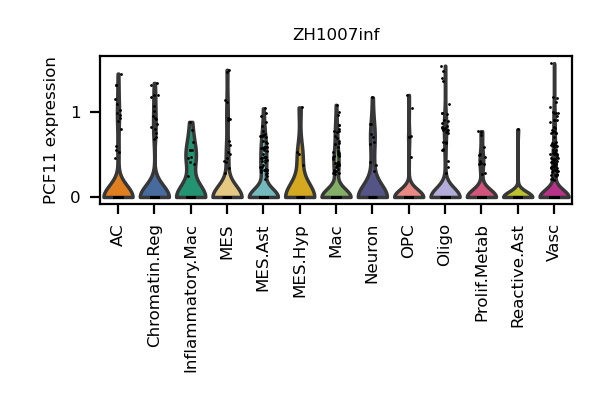 ZH1007inf
PCF11 expression
1
0
AC
Chromatin.Reg
Inflammatory.Mac
MES
MES.Ast
MES.Hyp
Mac
Neuron
OPC
Oligo
Prolif.Metab
Reactive.Ast
Vasc